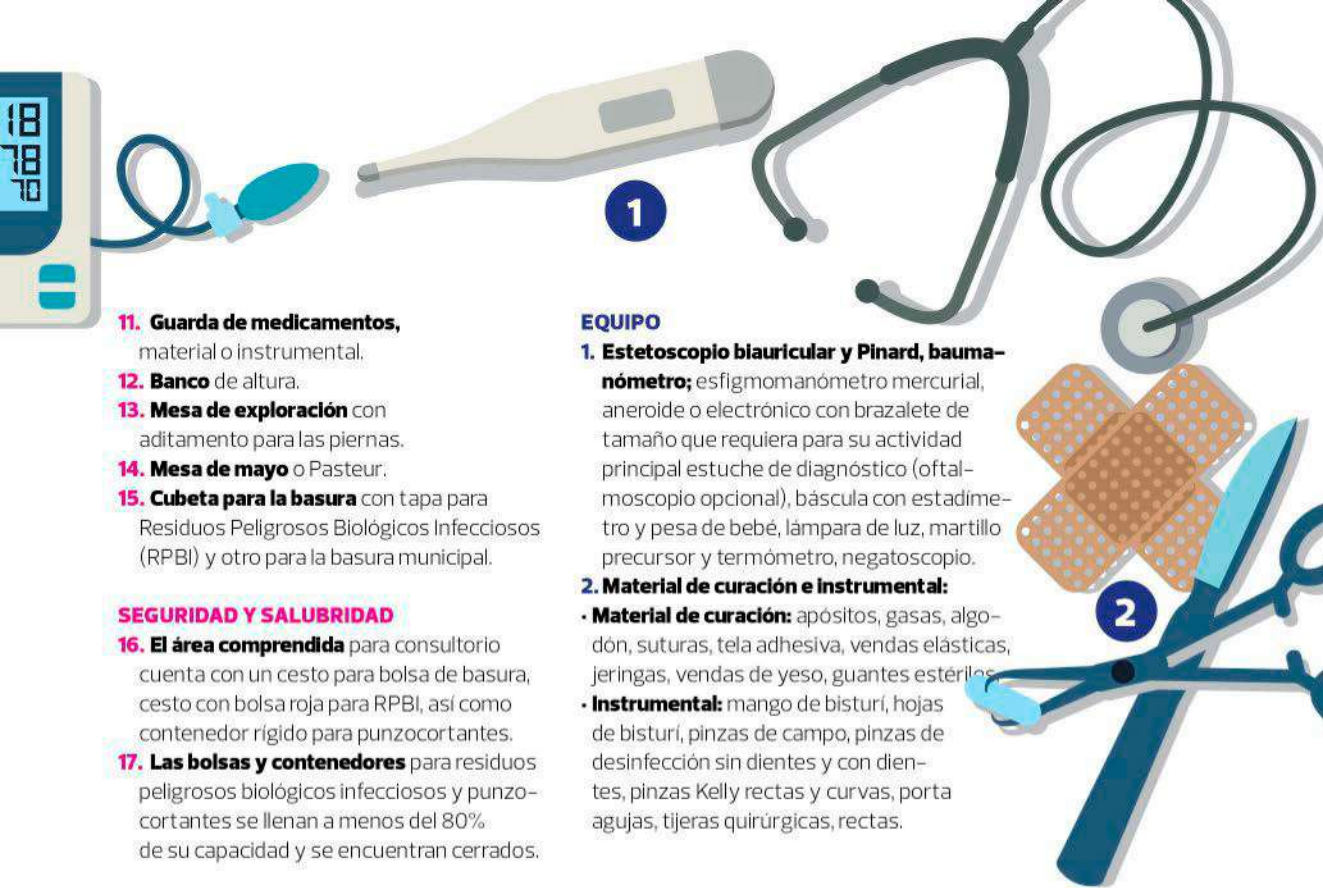 18
78
70
1
11. Guarda de medicamentos,
material o instrumental.
12. Banco de altura.
13. Mesa de exploración con
aditamento para las piernas.
14. Mesa de mayo o Pasteur.
15. Cubeta para la basura con tapa para
Residuos Peligrosos Biológicos Infecciosos
(RPBI) y otro para la basura municipal.
SEGURIDAD Y SALUBRIDAD
16. El área comprendida para consultorio
cuenta con un cesto para bolsa de basura,
cesto con bolsa roja para RPBI, así como
contenedor rígido para punzocortantes.
17. Las bolsas y contenedores para residuos
peligrosos biológicos infecciosos y punzo-
cortantes se llenan a menos del 80%
de su capacidad y se encuentran cerrados.
EQUIPO
1. Estetoscopio biauricular y Pinard, bauma-
nómetro; esfigmomanómetro mercurial,
aneroide o electrónico con brazalete de
tamaño que requiera para su actividad
principal estuche de diagnóstico (oftal-
moscopio opcional), báscula con estadíme-
tro y pesa de bebé, lámpara de luz, martillo
precursor y termómetro, negatoscopio.
2. Material de curación e instrumental:
• Material de curación: apósitos, gasas, algo-
dón, suturas, tela adhesiva, vendas elásticas,
jeringas, vendas de yeso, guantes estériles.
• Instrumental: mango de bisturí, hojas
de bisturí, pinzas de campo, pinzas de
desinfección sin dientes y con dien-
tes, pinzas Kelly rectas y curvas, porta
agujas, tijeras quirúrgicas, rectas.
2